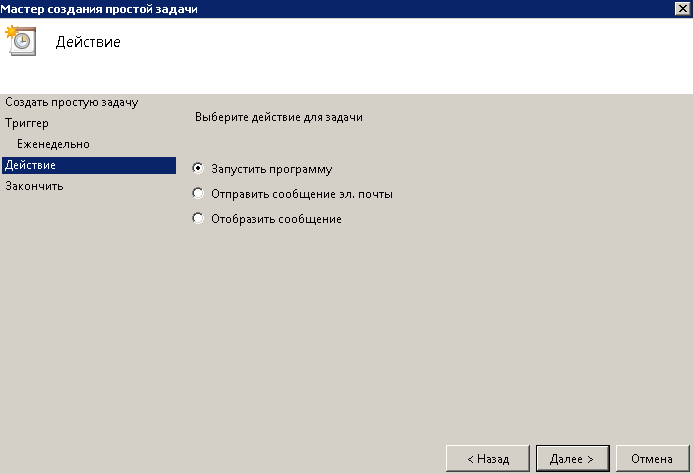 Мастер создания простой задачи
Действие
Создать простую задачу
Триггер
Еженедельно
Действие
Закончить
Выберите действие для задачи
Запустить программу
Отправить сообщение эл. почты
Отобразить сообщение
< Назад
Далее >
Отмена